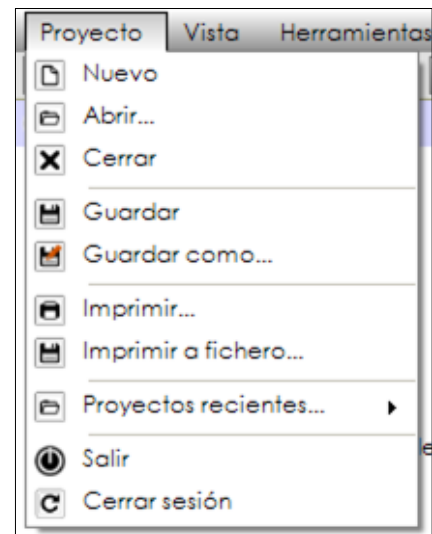 Proyecto Vista Herramientas
Nuevo
Abrir...
Cerrar
Guardar
Guardar como...
Imprimir...
Imprimir a fichero...
Proyectos recientes...
Salir
Cerrar sesión